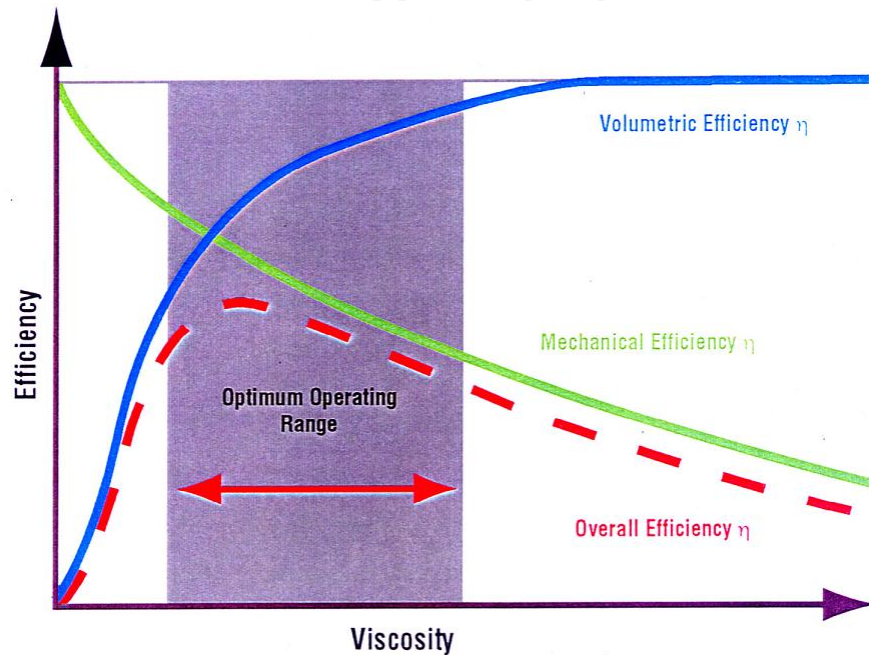 Volumetric Efficiency η
Efficiency
Mechanical Efficiency η
Optimum Operating
Range
Overall Efficiency η
Viscosity